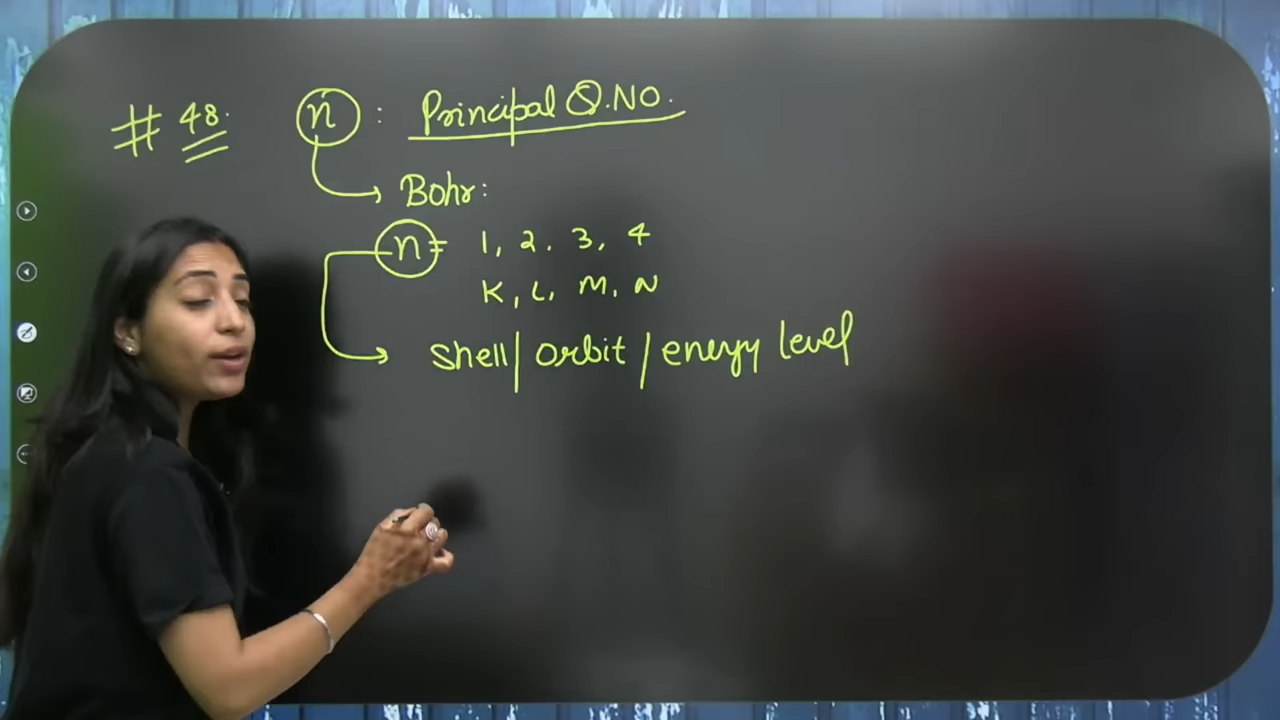 # 48. n : Principal Q.NO.
Bohr:
n = 1, 2, 3, 4
K, L, M, N
shell/ orbit / energy level